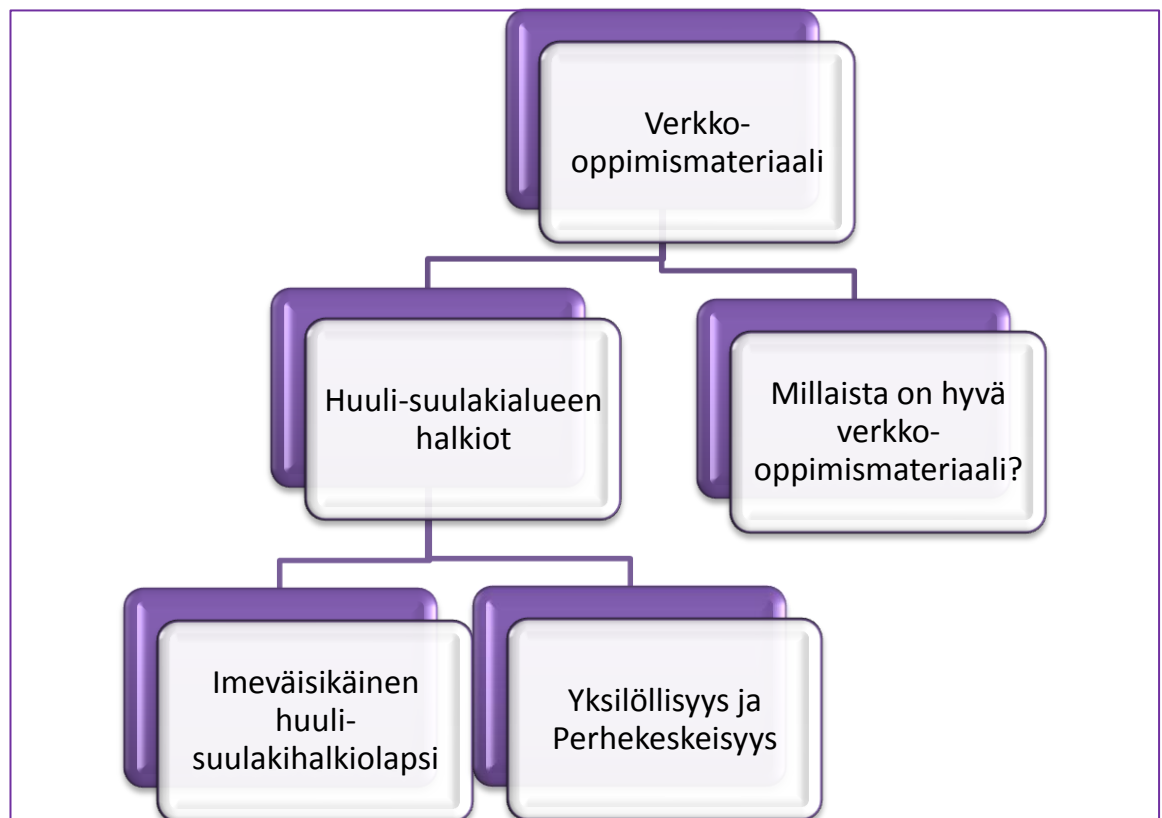 Verkko-
oppimismateriaali
Huuli-suulakialueen
halkiot
Millaista on hyvä
verkko-
oppimismateriaali?
Imeväisikäinen
huuli-
suulakihalkiolapsi
Yksilöllisyys ja
Perhekeskeisyys